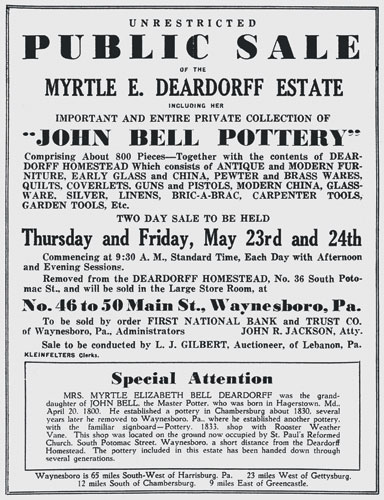 UNRESTRICTED
PUBLIC SALE
OF THE
MYRTLE E. DEARDORFF ESTATE
INCLUDING HER
IMPORTANT AND ENTIRE PRIVATE COLLECTION OF
"JOHN BELL POTTERY"
Comprising About 800 Pieces—Together with the contents of DEAR-
DORFF HOMESTEAD Which consists of ANTIQUE and MODERN FUR-
NITURE, EARLY GLASS and CHINA, PEWTER and BRASS WARES,
QUILTS, COVERLETS, GUNS and PISTOLS, MODERN CHINA, GLASS-
WARE, SILVER, LINENS, BRIC-A-BRAC, CARPENTER TOOLS,
GARDEN TOOLS, Etc.
TWO DAY SALE TO BE HELD
Thursday and Friday, May 23rd and 24th
Commencing at 9:30 A. M., Standard Time, Each Day with Afternoon
and Evening Sessions.
Removed from the DEARDORFF HOMESTEAD, No. 36 South Poto-
mac St., and will be sold in the Large Store Room, at
No. 46 to 50 Main St., Waynesboro, Pa.
To be sold by order FIRST NATIONAL BANK and TRUST CO.
of Waynesboro, Pa., Administrators JOHN R. JACKSON, Atty.
Sale to be conducted by L. J. GILBERT, Auctioneer, of Lebanon, Pa.
KLEINFELTERS Clerks.
Special Attention
MRS. MYRTLE ELIZABETH BELL DEARDORFF was the grand-
daughter of JOHN BELL, the Master Potter, who was born in Hagerstown, Md.,
April 20, 1800. He established a pottery in Chambersburg about 1830, several
years later he removed to Waynesboro, Pa., where he established another pottery,
with the familiar signboard—Pottery, 1833, shop with Rooster Weather
Vane. This shop was located on the ground now occupied by St. Paul's Reformed
Church, South Potomac Street, Waynesboro, a short distance from the Deardorff
Homestead. The pottery included in this estate has been handed down through
several generations.
Waynesboro is 65 miles South-West of Harrisburg, Pa. 23 miles West of Gettysburg.
12 miles South of Chambersburg. 9 miles East of Greencastle.